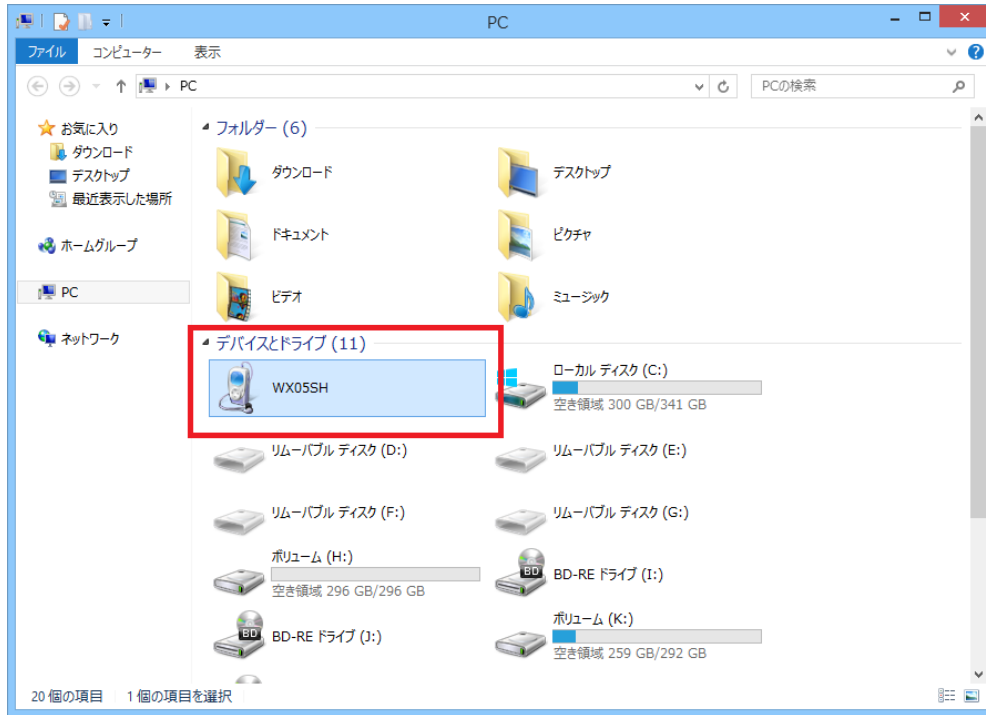 PC
ファイル コンピューター 表示
PC PCの検索
お気に入り
ダウンロード
デスクトップ
最近表示した場所
ホームグループ
PC
ネットワーク
フォルダー (6)
ダウンロード
デスクトップ
ドキュメント
ピクチャ
ビデオ
ミュージック
デバイスとドライブ (11)
WX05SH
ローカル ディスク (C:)
空き領域 300 GB/341 GB
リムーバブル ディスク (D:)
リムーバブル ディスク (E:)
リムーバブル ディスク (F:)
リムーバブル ディスク (G:)
ボリューム (H:)
空き領域 296 GB/296 GB
BD BD-RE ドライブ (I:)
BD BD-RE ドライブ (J:)
ボリューム (K:)
空き領域 259 GB/292 GB
20 個の項目 1 個の項目を選択